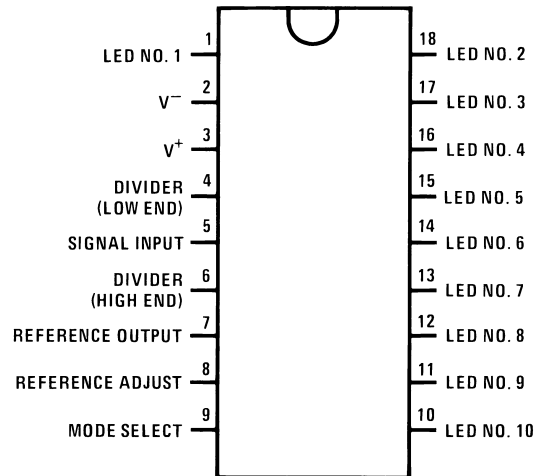 1
LED NO. 1
2
V−
3
V+
4
DIVIDER
(LOW END)
5
SIGNAL INPUT
6
DIVIDER
(HIGH END)
7
REFERENCE OUTPUT
8
REFERENCE ADJUST
9
MODE SELECT
18
LED NO. 2
17
LED NO. 3
16
LED NO. 4
15
LED NO. 5
14
LED NO. 6
13
LED NO. 7
12
LED NO. 8
11
LED NO. 9
10
LED NO. 10